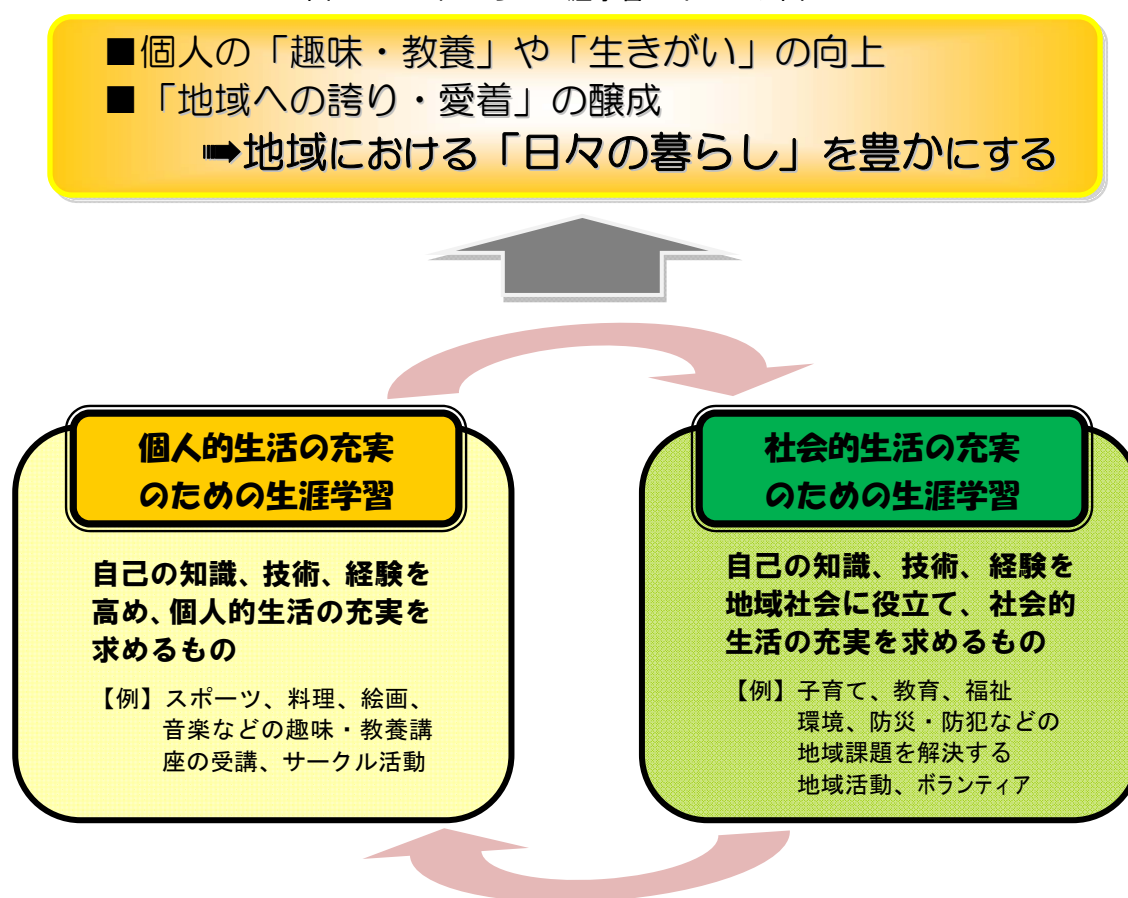 ■個人の「趣味・教養」や「生きがい」の向上
■「地域への誇り・愛着」の醸成
➠地域における「日々の暮らし」を豊かにする
個人的生活の充実
のための生涯学習
自己の知識、技術、経験を
高め、個人的生活の充実を
求めるもの
【例】スポーツ、料理、絵画、
音楽などの趣味・教養講
座の受講、サークル活動
社会的生活の充実
のための生涯学習
自己の知識、技術、経験を
地域社会に役立て、社会的
生活の充実を求めるもの
【例】子育て、教育、福祉
環境、防災・防犯などの
地域課題を解決する
地域活動、ボランティア